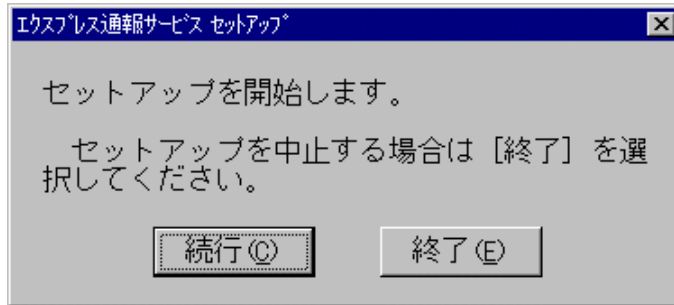 ｴｸｽﾌﾟﾚｽ通報ｻｰﾋﾞｽ ｾｯﾄｱｯﾌﾟ
セットアップを開始します。
セットアップを中止する場合は［終了］を選
択してください。
続行(C) 終了(E)